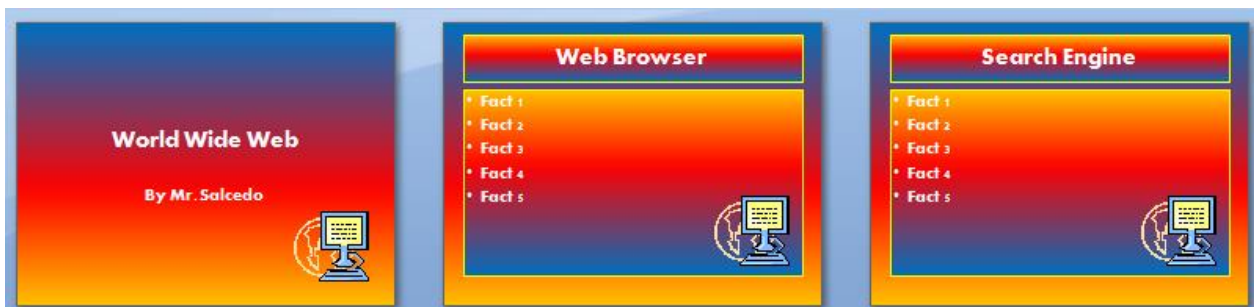 World Wide Web
By Mr. Salcedo
Web Browser
• Fact 1
• Fact 2
• Fact 3
• Fact 4
• Fact 5
Search Engine
• Fact 1
• Fact 2
• Fact 3
• Fact 4
• Fact 5